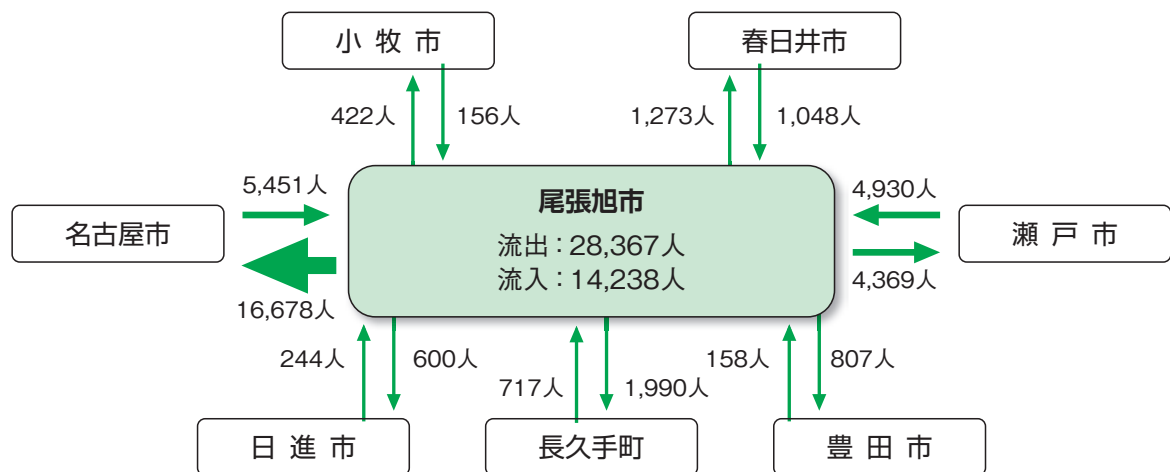 小牧市
春日井市
422人
156人
1,273人
1,048人
尾張旭市
流出：28,367人
流入：14,238人
5,451人
名古屋市
16,678人
4,930人
瀬戸市
4,369人
244人
600人
717人
1,990人
158人
807人
日進市
長久手町
豊田市